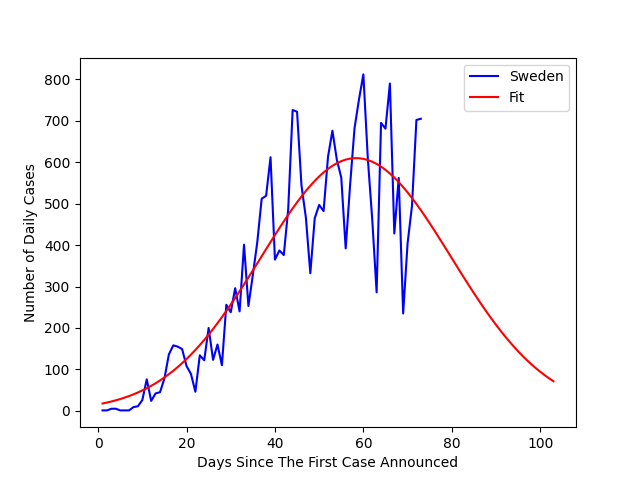 Sweden
Fit
800
700
600
500
400
300
200
100
0
Number of Daily Cases
0 20 40 60 80 100
Days Since The First Case Announced